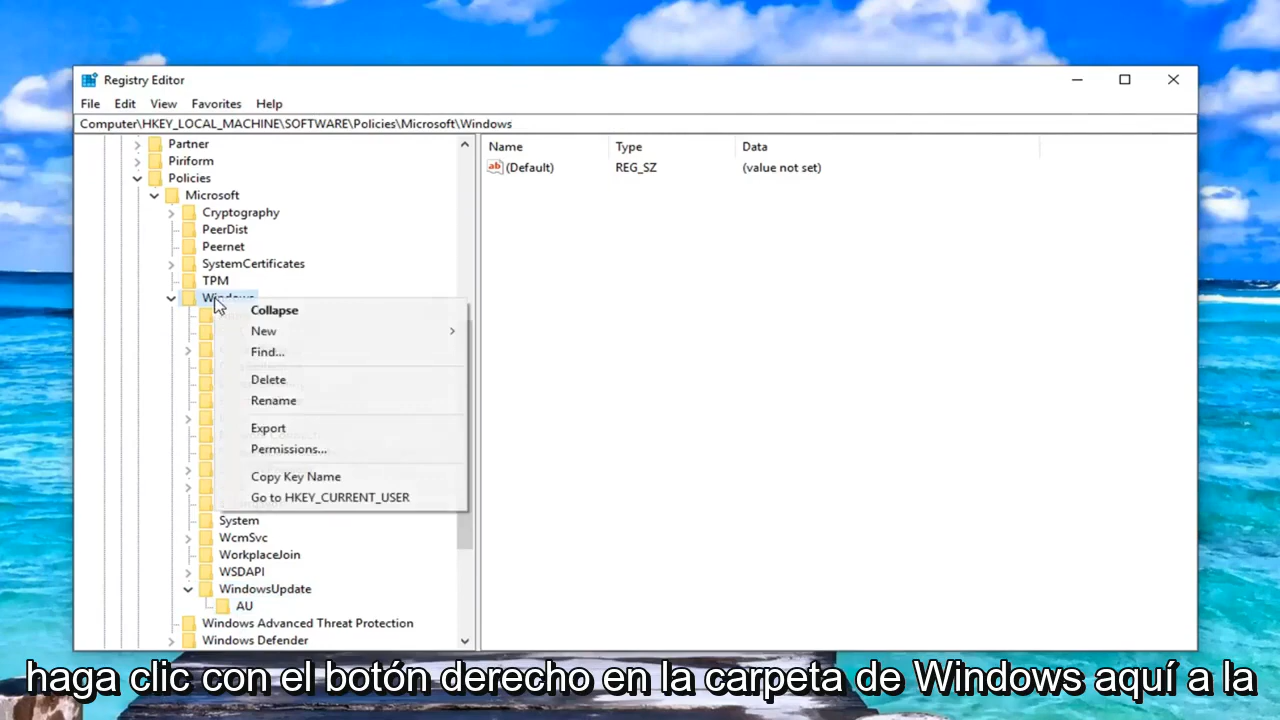 Registry Editor
File Edit View Favorites Help
Computer\HKEY_LOCAL_MACHINE\SOFTWARE\Policies\Microsoft\Windows
Partner
Piriform
Policies
Microsoft
Cryptography
PeerDist
Peernet
SystemCertificates
TPM
Windows
Collapse
New
Find...
Delete
Rename
Export
Permissions...
Copy Key Name
Go to HKEY_CURRENT_USER
System
WcmSvc
WorkplaceJoin
WSDAPI
WindowsUpdate
AU
Windows Advanced Threat Protection
Windows Defender
Name Type Data
ab (Default) REG_SZ (value not set)
haga clic con el botón derecho en la carpeta de Windows aquí a la